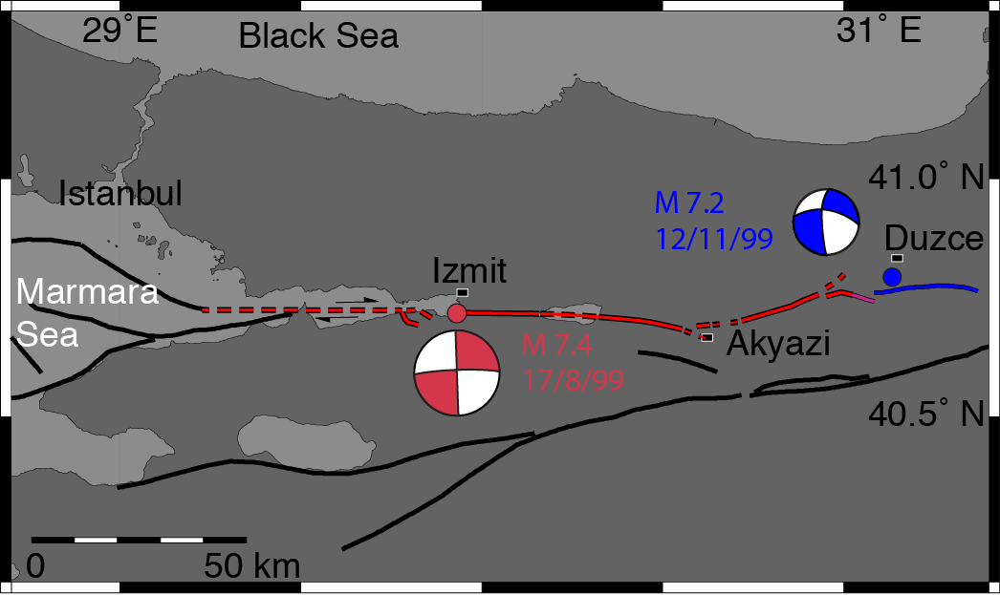 29˚E
31˚ E
Black Sea
41.0˚ N
Istanbul
M 7.2
12/11/99
Duzce
Izmit
Marmara
Sea
M 7.4
17/8/99
Akyazi
40.5˚ N
0
50 km